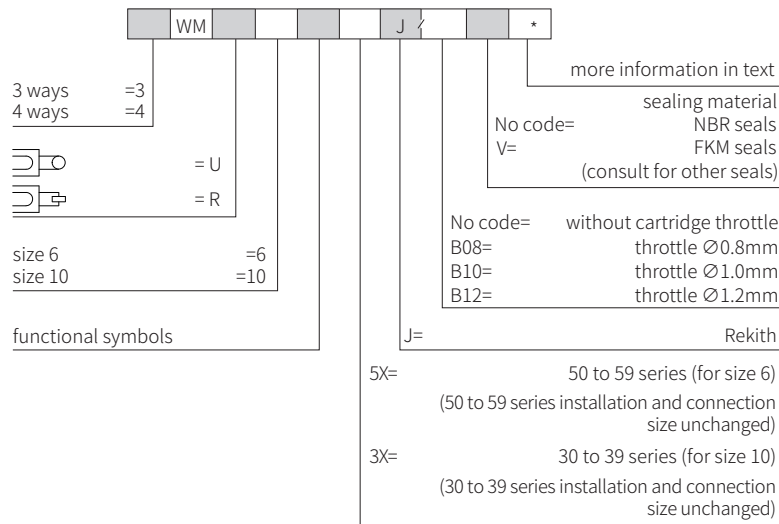 WM J / *
more information in text
3 ways =3
4 ways =4
sealing material
No code= NBR seals
V= FKM seals
(consult for other seals)
= U
= R
No code= without cartridge throttle
B08= throttle ∅0.8mm
B10= throttle ∅1.0mm
B12= throttle ∅1.2mm
size 6 =6
size 10 =10
functional symbols
J= Rekith
5X= 50 to 59 series (for size 6)
(50 to 59 series installation and connection
size unchanged)
3X= 30 to 39 series (for size 10)
(30 to 39 series installation and connection
size unchanged)